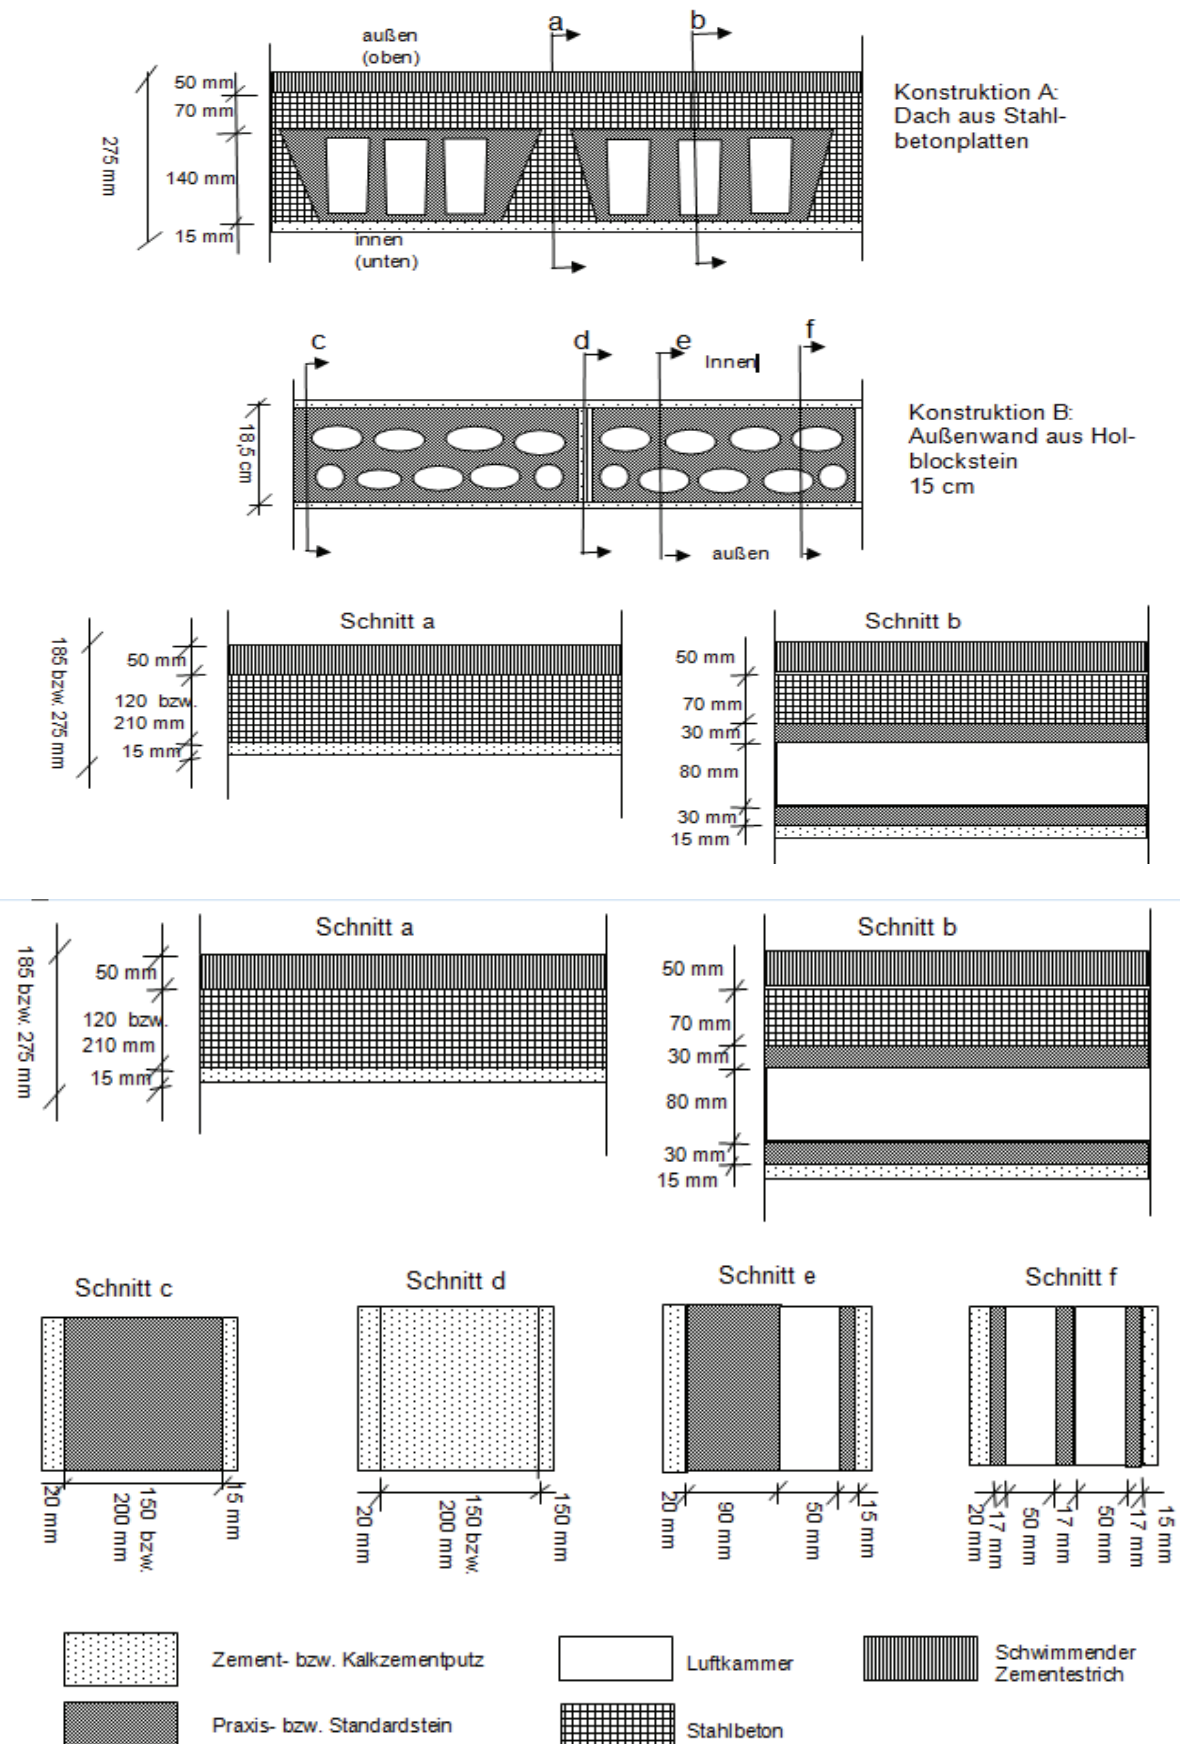 a
b
außen
(oben)
50 mm
70 mm
275 mm
140 mm
15 mm
innen
(unten)
Konstruktion A:
Dach aus Stahl-
betonplatten
c
d
e
f
Innen
18,5 cm
außen
Konstruktion B:
Außenwand aus Hol-
blockstein
15 cm
Schnitt a
185 bzw. 275 mm
50 mm
120 bzw.
210 mm
15 mm
Schnitt b
50 mm
70 mm
30 mm
80 mm
30 mm
15 mm
Schnitt a
185 bzw. 275 mm
50 mm
120 bzw.
210 mm
15 mm
Schnitt b
50 mm
70 mm
30 mm
80 mm
30 mm
15 mm
Schnitt c
20 mm
150 bzw.
200 mm
15 mm
Schnitt d
20 mm
150 bzw.
200 mm
150 mm
Schnitt e
20 mm
90 mm
50 mm
15 mm
Schnitt f
20 mm
17 mm
50 mm
17 mm
50 mm
17 mm
15 mm
Zement- bzw. Kalkzementputz
Luftkammer
Schwimmender
Zementestrich
Praxis- bzw. Standardstein
Stahlbeton